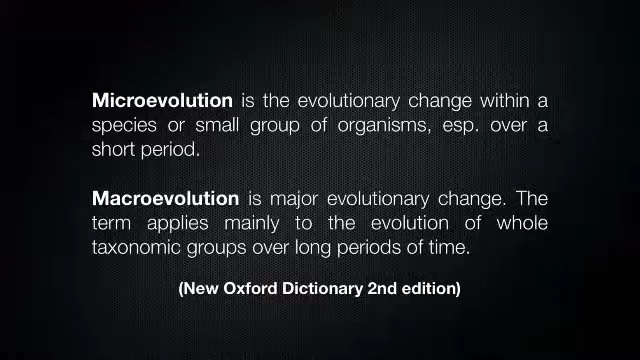 Microevolution is the evolutionary change within a
species or small group of organisms, esp. over a
short period.
Macroevolution is major evolutionary change. The
term applies mainly to the evolution of whole
taxonomic groups over long periods of time.
(New Oxford Dictionary 2nd edition)